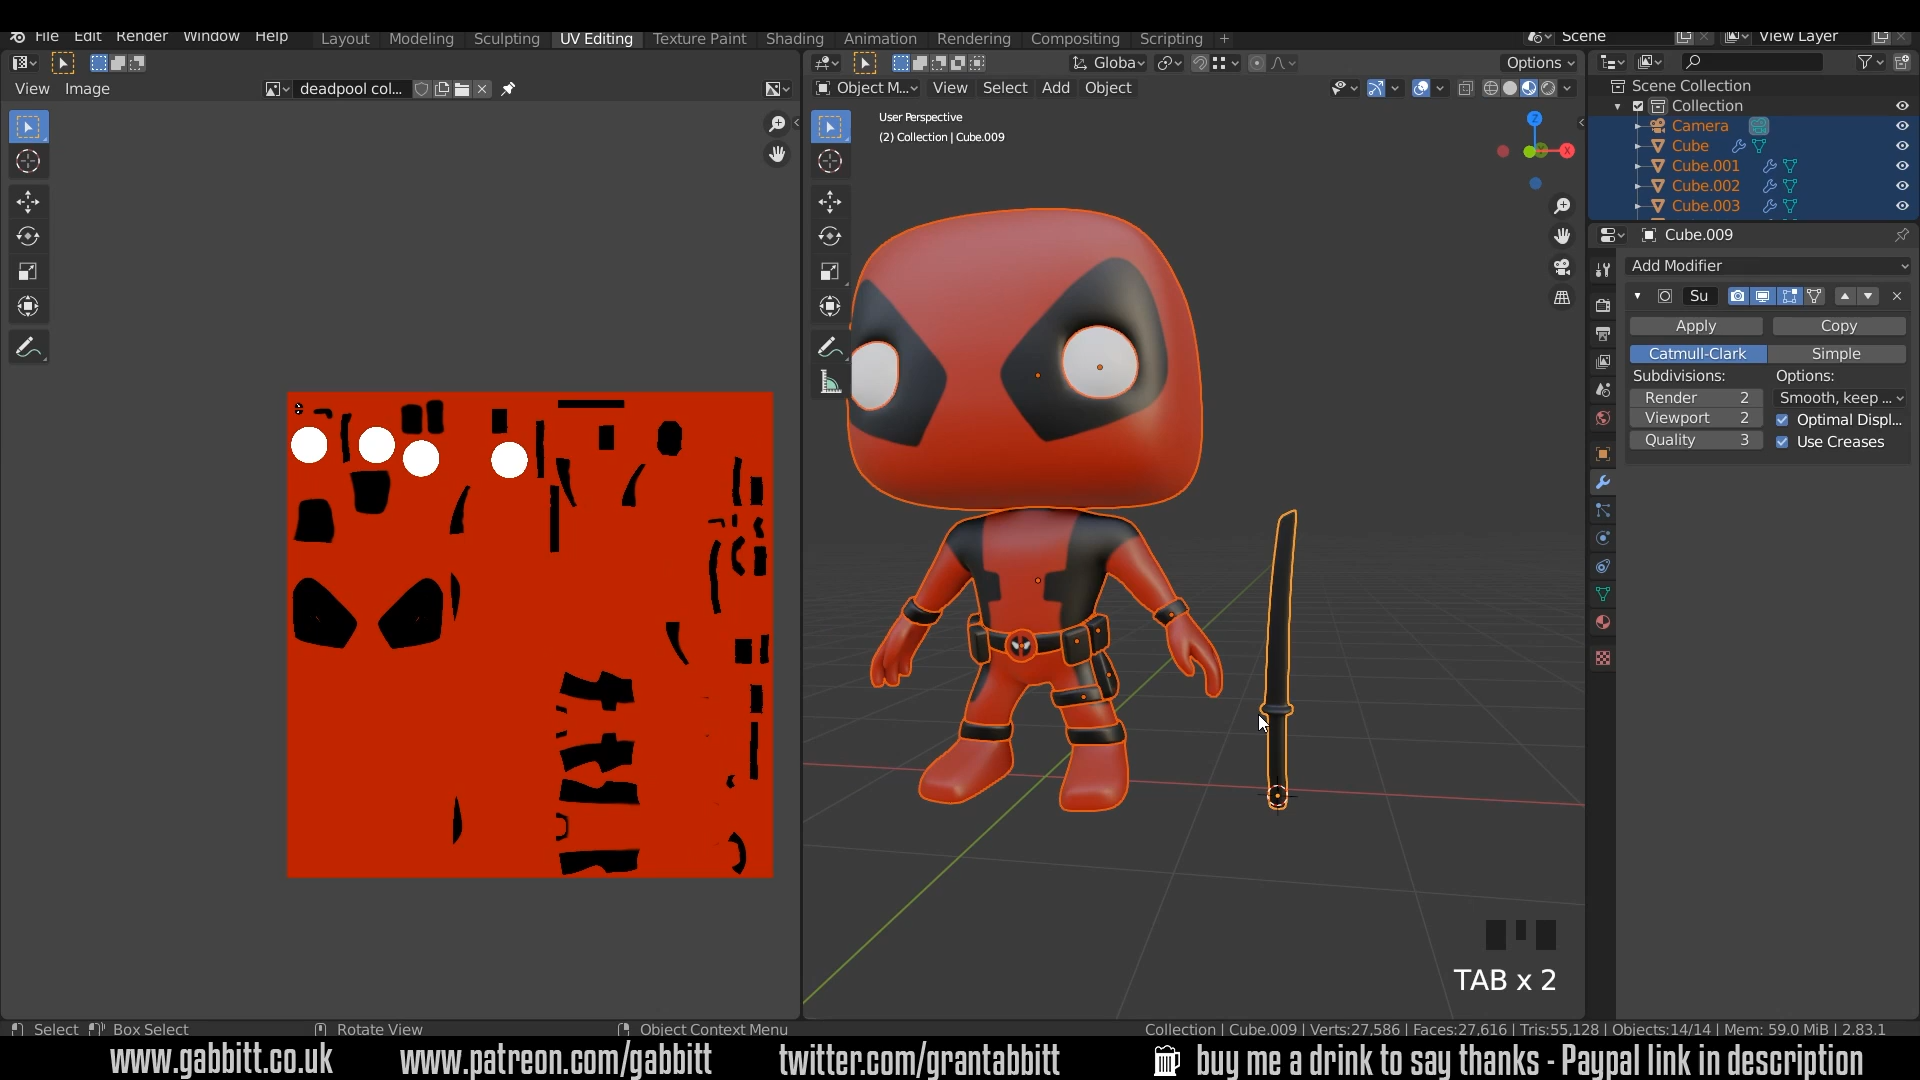 File Edit Render Window Help Layout Modeling Sculpting UV Editing Texture Paint Shading Animation Rendering Compositing Scripting + Scene View Layer
Globa Options
View Image deadpool col... Object M... View Select Add Object
Scene Collection
Collection
Camera
Cube
Cube.001
Cube.002
Cube.003
User Perspective
(2) Collection | Cube.009
Z
X
Cube.009
Add Modifier
Su
Apply Copy
Catmull-Clark Simple
Subdivisions: Options:
Render 2 Smooth, keep ...
Viewport 2 Optimal Displ...
Quality 3 Use Creases
TAB x 2
Select Box Select Rotate View Object Context Menu Collection | Cube.009 | Verts:27,586 | Faces:27,616 | Tris:55,128 | Objects:14/14 | Mem: 59.0 MiB | 2.83.1
www.gabbitt.co.uk www.patreon.com/gabbitt twitter.com/grantabbitt buy me a drink to say thanks - Paypal link in description